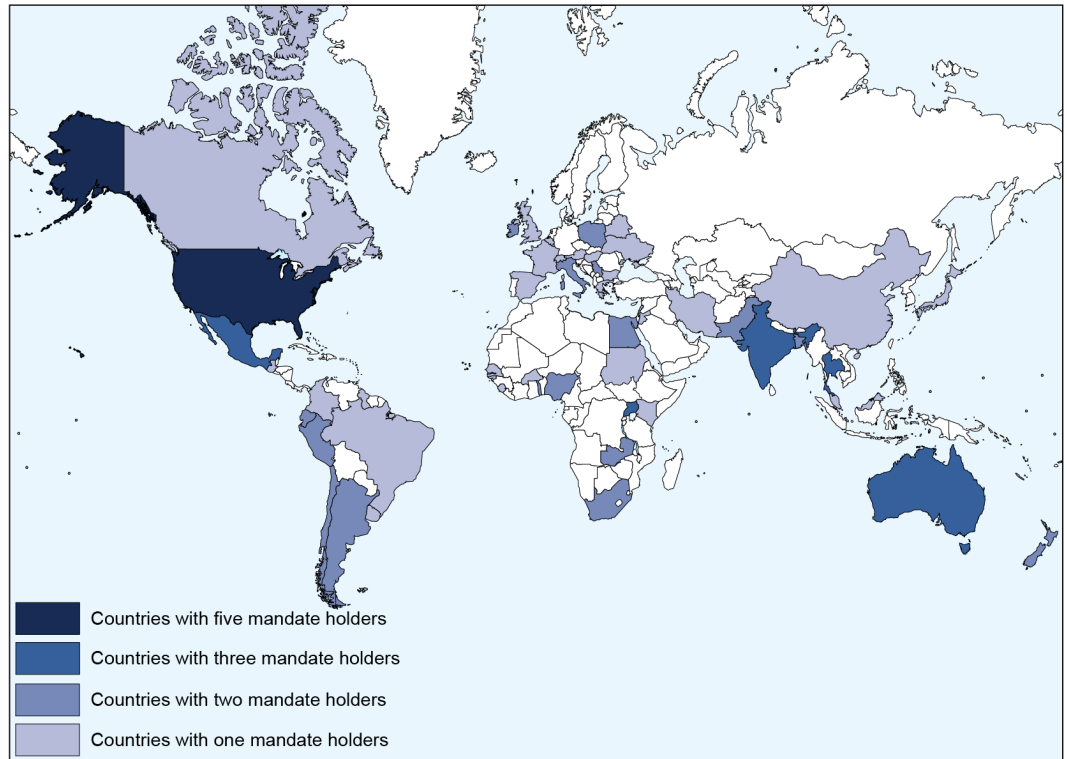 Countries with five mandate holders
Countries with three mandate holders
Countries with two mandate holders
Countries with one mandate holders